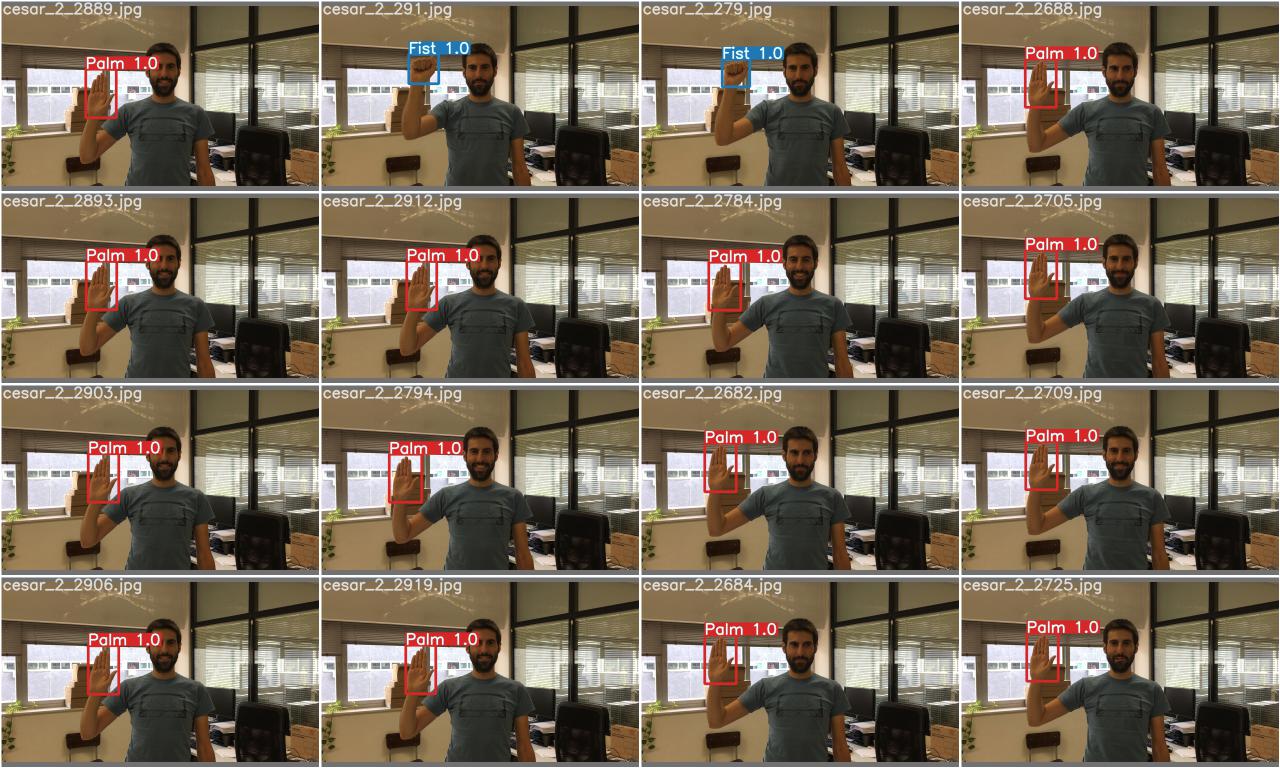 cesar_2_2889.jpg
Palm 1.0
cesar_2_291.jpg
Fist 1.0
cesar_2_279.jpg
Fist 1.0
cesar_2_2688.jpg
Palm 1.0
cesar_2_2893.jpg
Palm 1.0
cesar_2_2912.jpg
Palm 1.0
cesar_2_2784.jpg
Palm 1.0
cesar_2_2705.jpg
Palm 1.0
cesar_2_2903.jpg
Palm 1.0
cesar_2_2794.jpg
Palm 1.0
cesar_2_2682.jpg
Palm 1.0
cesar_2_2709.jpg
Palm 1.0
cesar_2_2906.jpg
Palm 1.0
cesar_2_2919.jpg
Palm 1.0
cesar_2_2684.jpg
Palm 1.0
cesar_2_2725.jpg
Palm 1.0